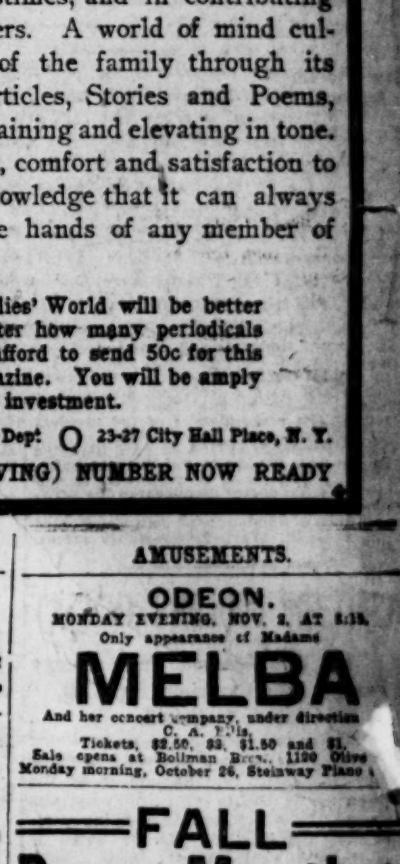 ers. A world of mind cul-
of the family through its
rticles, Stories and Poems,
aining and elevating in tone.
, comfort and satisfaction to
owledge that it can always
e hands of any member of
lies' World will be better
ter how many periodicals
fford to send 50c for this
azine. You will be amply
investment.
Dept Q 23-27 City Hall Place, N. Y.
VING) NUMBER NOW READY
AMUSEMENTS.
ODEON.
MONDAY EVENING, NOV. 2, AT 8:15,
Only appearance of Madame
MELBA
And her concert company, under direction
C. A.
Tickets, $2.50, $2, $1.50 and $1.
Sale opens at Bollman Bros., 1120 Olive
Monday morning, October 26. Steinway Piano
FALL